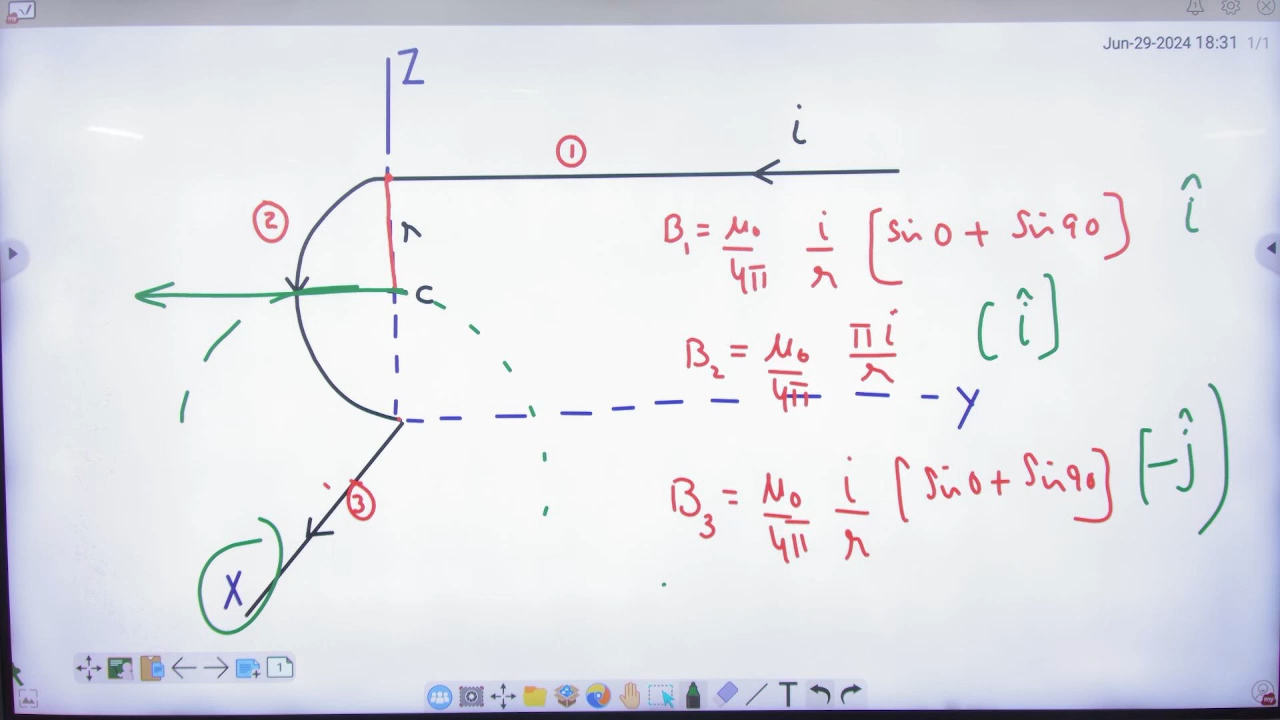 Jun-29-2024 18:31 1/1
Z
i
①
②
r
C
B₁ = μ₀/4π i/r [sin 0 + sin 90] î
B₂ = μ₀/4π πi/r [î]
Y
③
B₃ = μ₀/4π i/r [sin 0 + sin 90] [-ĵ)
X
1
T